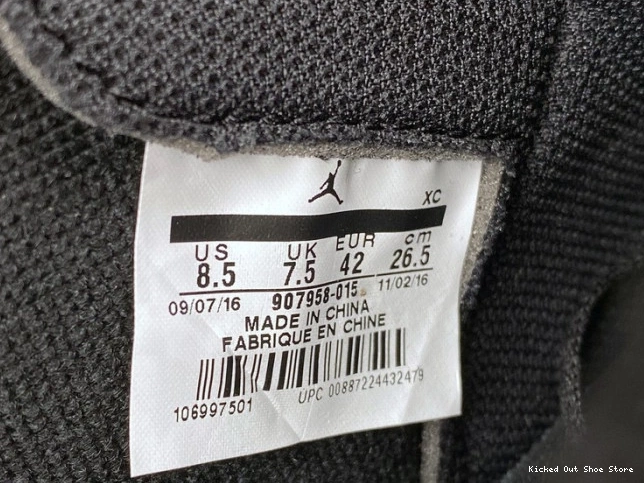 XC
US UK EUR cm
8.5 7.5 42 26.5
09/07/16 907958-015 11/02/16
MADE IN CHINA
FABRIQUE EN CHINE
106997501 UPC 00887224432479
Kicked Out Shoe Store